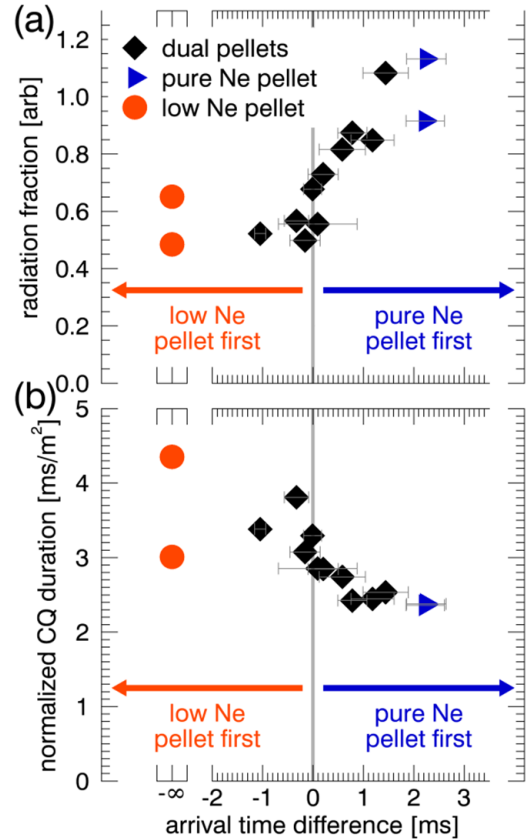 (a)
1.2
1.0
0.8
0.6
0.4
0.2
0.0
radiation fraction [arb]
dual pellets
pure Ne pellet
low Ne pellet
low Ne
pellet first
pure Ne
pellet first
(b)
5
4
3
2
1
0
normalized CQ duration [ms/m²]
low Ne
pellet first
pure Ne
pellet first
-∞ -2 -1 0 1 2 3
arrival time difference [ms]